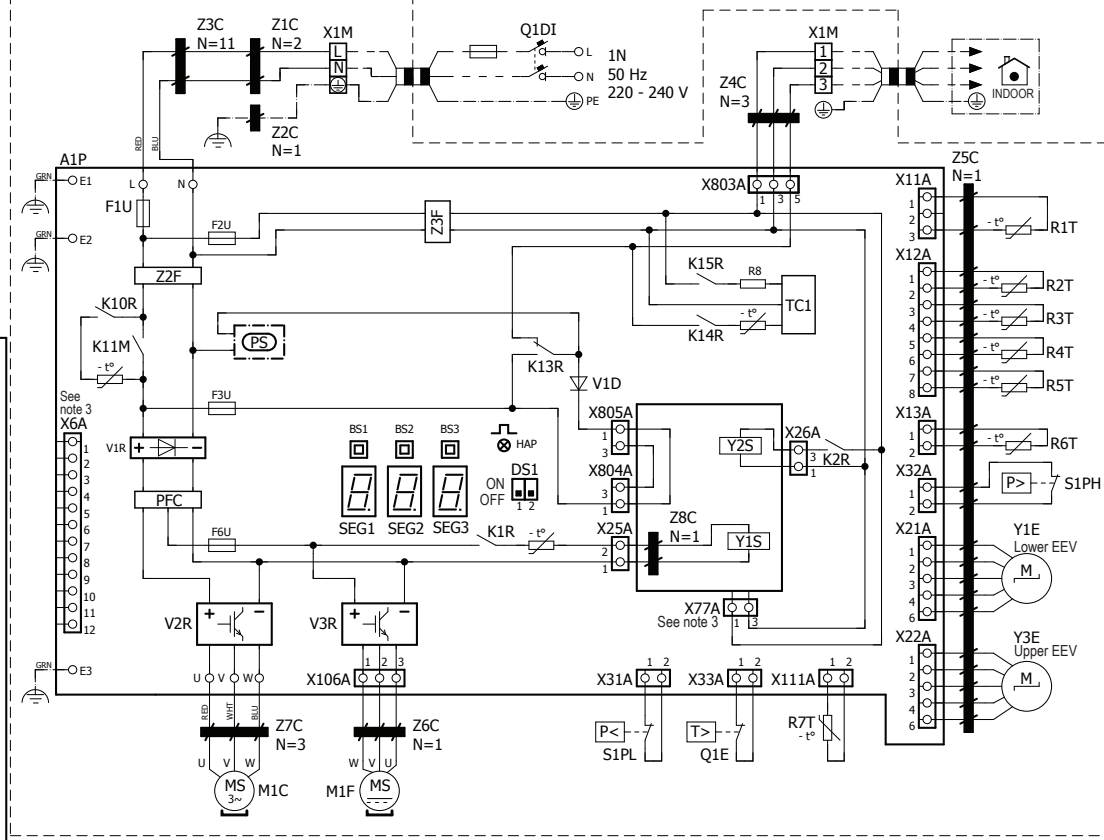 Z3C
N=11
Z1C
N=2
X1M
L
N
Q1DI
L
N
PE
1N
50 Hz
220 - 240 V
X1M
1
2
3
Z4C
N=3
INDOOR
Z2C
N=1
RED
BLU
A1P
GRN
E1
L
N
F1U
F2U
Z3F
X803A
1
3
5
Z5C
N=1
X11A
1
2
3
- t°
R1T
GRN
E2
Z2F
K10R
K11M
- t°
PS
K15R
R8
TC1
K14R
- t°
K13R
V1D
X12A
1
2
3
4
5
6
7
8
- t°
R2T
- t°
R3T
- t°
R4T
- t°
R5T
See
note 3
X6A
1
2
3
4
5
6
7
8
9
10
11
12
F3U
V1R
+
-
PFC
BS1
BS2
BS3
HAP
DS1
ON
OFF
1 2
SEG1
SEG2
SEG3
X805A
1
3
X804A
3
1
Y2S
X26A
3
1
K2R
X13A
1
2
- t°
R6T
X32A
1
2
P>
S1PH
F6U
K1R
- t°
X25A
2
1
Z8C
N=1
Y1S
X21A
1
2
3
4
6
Y1E
Lower EEV
M
V2R
+
-
V3R
+
-
X77A
See note 3
1
3
X22A
1
2
3
4
6
Y3E
Upper EEV
M
GRN
E3
U
V
W
RED
WHT
BLU
X106A
1
2
3
Z7C
N=3
Z6C
N=1
U
V
W
MS
3~
M1C
W
V
U
M1F
MS
X31A
1 2
P<
S1PL
X33A
1 2
T>
Q1E
X111A
1 2
R7T
- t°